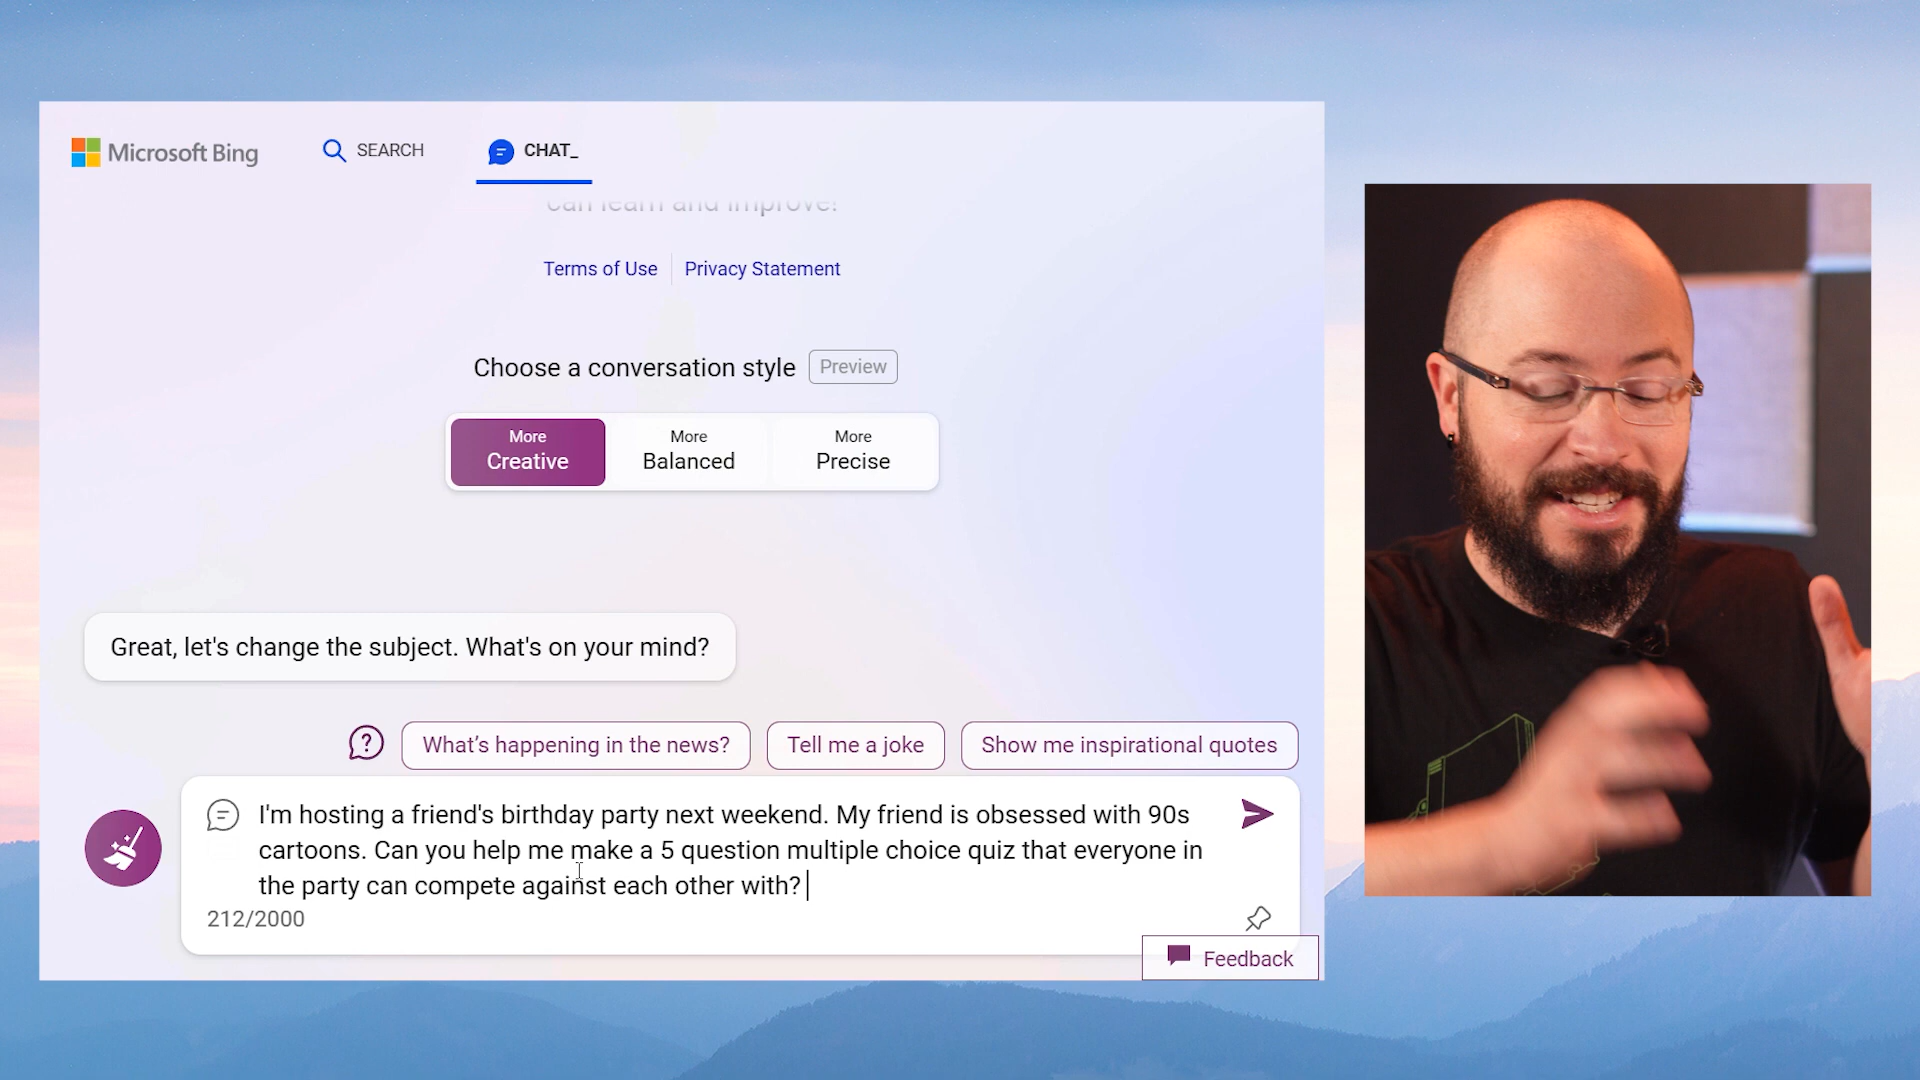 Microsoft Bing
SEARCH
CHAT_
can learn and improve!
Terms of Use
Privacy Statement
Choose a conversation style
Preview
More
Creative
More
Balanced
More
Precise
Great, let's change the subject. What's on your mind?
What's happening in the news?
Tell me a joke
Show me inspirational quotes
I'm hosting a friend's birthday party next weekend. My friend is obsessed with 90s
cartoons. Can you help me make a 5 question multiple choice quiz that everyone in
the party can compete against each other with?
212/2000
Feedback